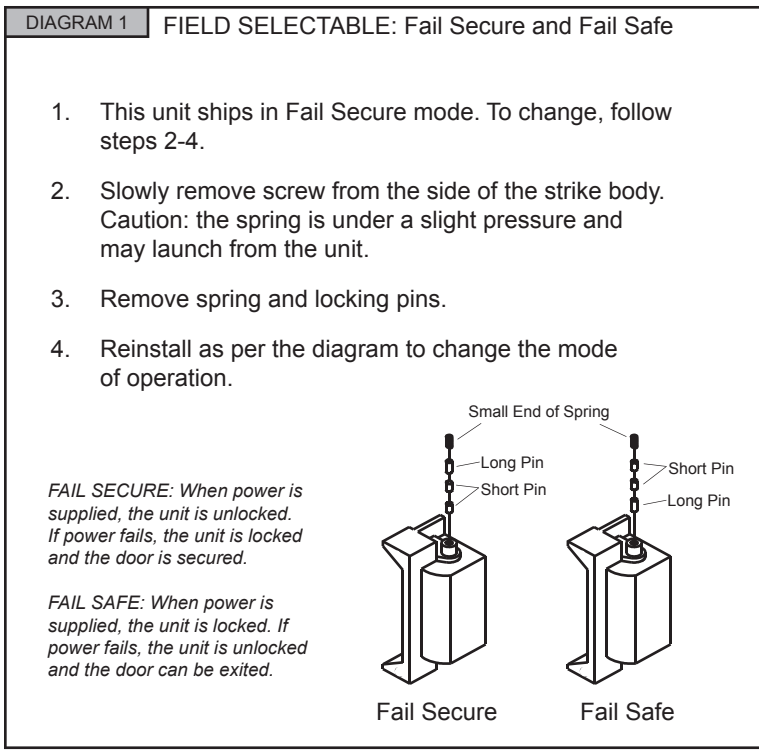 DIAGRAM 1
FIELD SELECTABLE: Fail Secure and Fail Safe
1. This unit ships in Fail Secure mode. To change, follow
steps 2-4.
2. Slowly remove screw from the side of the strike body.
Caution: the spring is under a slight pressure and
may launch from the unit.
3. Remove spring and locking pins.
4. Reinstall as per the diagram to change the mode
of operation.
Small End of Spring
Long Pin
Short Pin
Short Pin
Long Pin
FAIL SECURE: When power is
supplied, the unit is unlocked.
If power fails, the unit is locked
and the door is secured.
FAIL SAFE: When power is
supplied, the unit is locked. If
power fails, the unit is unlocked
and the door can be exited.
Fail Secure
Fail Safe